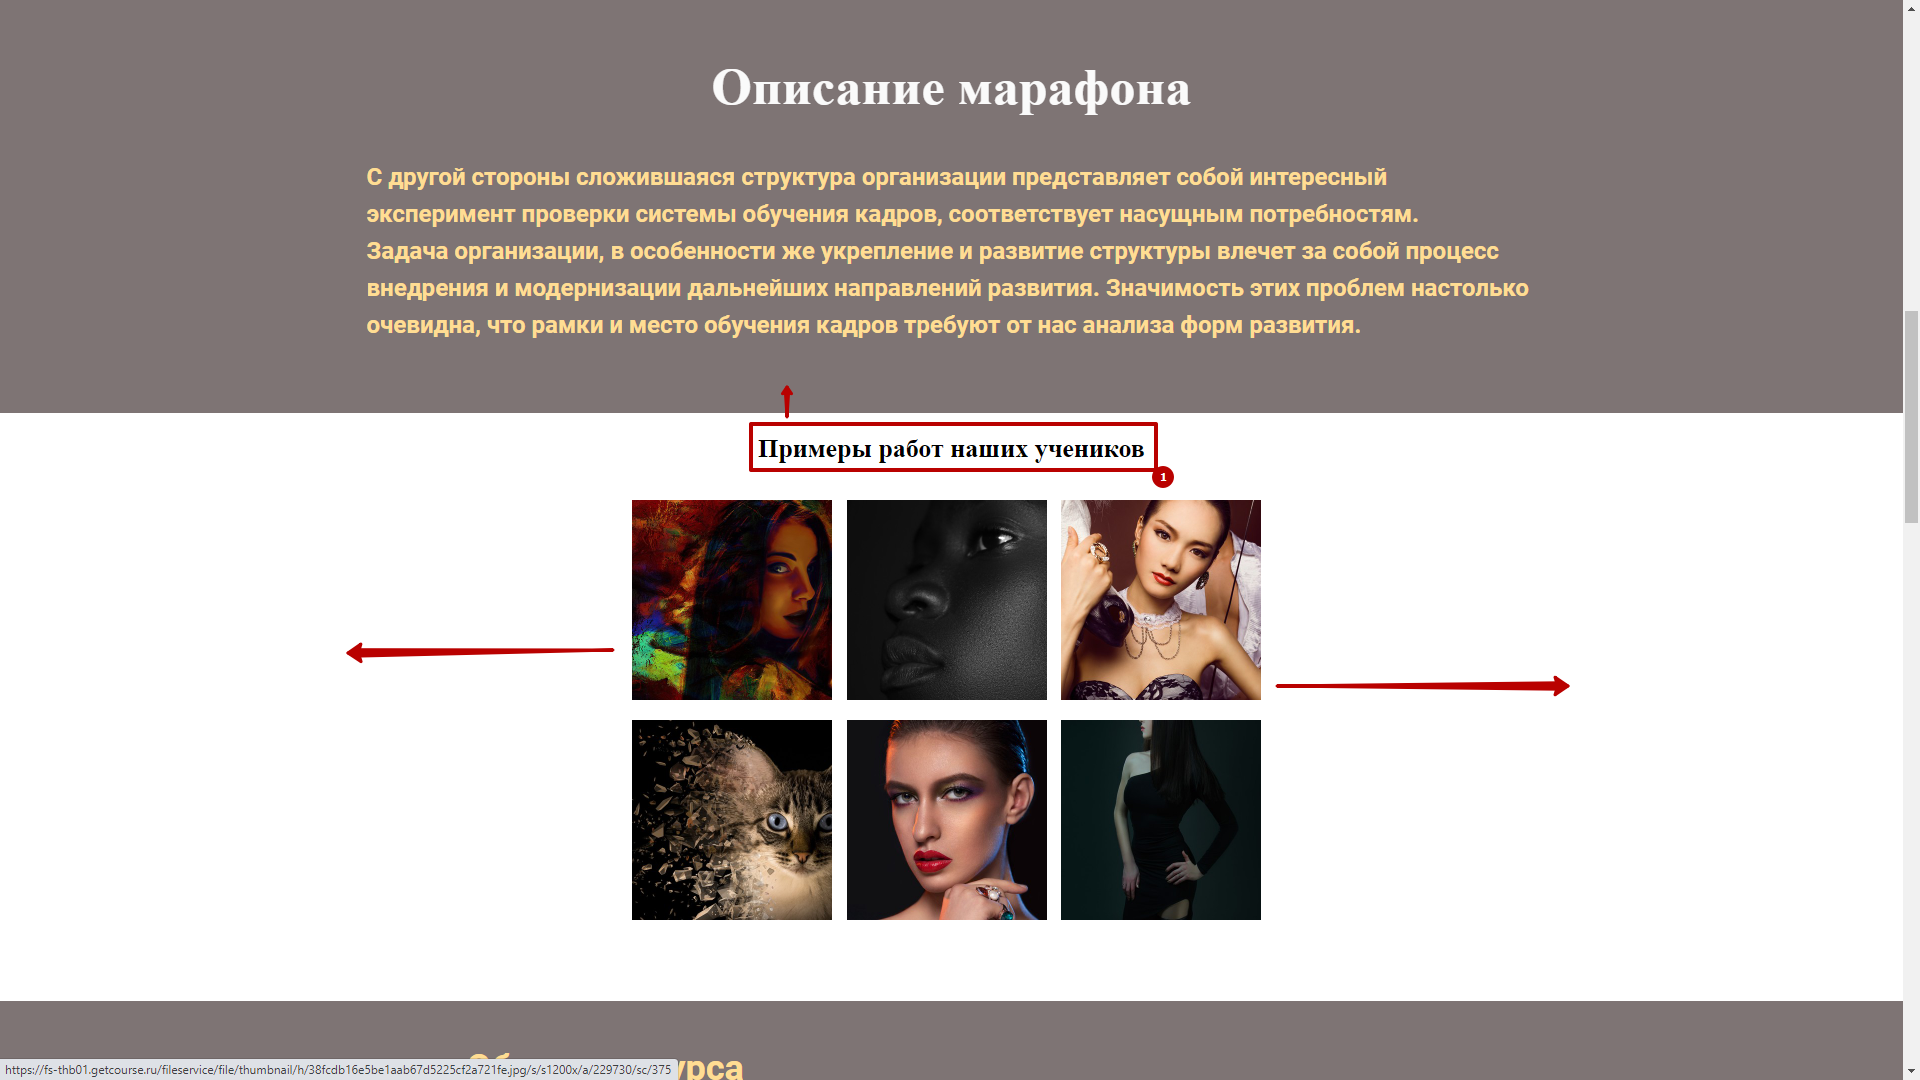 Описание марафона
С другой стороны сложившаяся структура организации представляет собой интересный
эксперимент проверки системы обучения кадров, соответствует насущным потребностям.
Задача организации, в особенности же укрепление и развитие структуры влечет за собой процесс
внедрения и модернизации дальнейших направлений развития. Значимость этих проблем настолько
очевидна, что рамки и место обучения кадров требуют от нас анализа форм развития.
Примеры работ наших учеников
1
https://fs-thb01.getcourse.ru/fileservice/file/thumbnail/h/38fcdb16e5be1aab67d5225cf2a721fe.jpg/s/s1200x/a/229730/sc/375